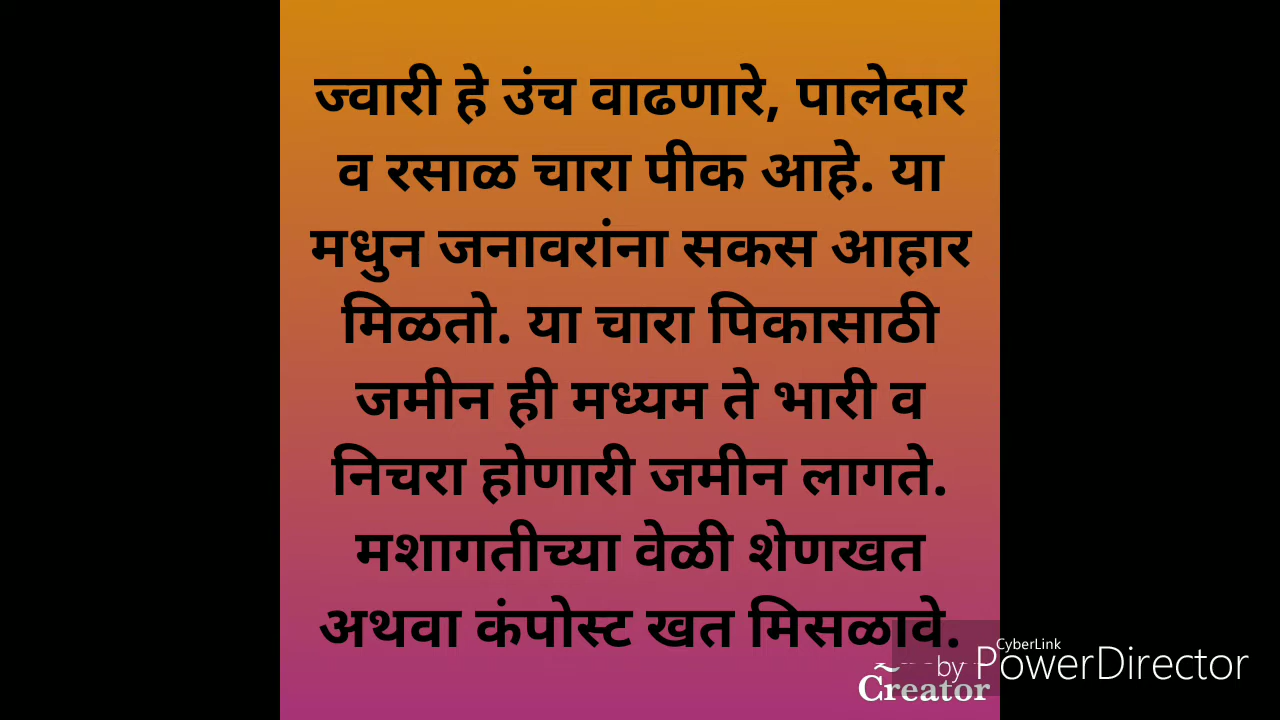 ज्वारी हे उंच वाढणारे, पालेदार
व रसाळ चारा पीक आहे. या
मधुन जनावरांना सकस आहार
मिळतो. या चारा पिकासाठी
जमीन ही मध्यम ते भारी व
निचरा होणारी जमीन लागते.
मशागतीच्या वेळी शेणखत
अथवा कंपोस्ट खत मिसळावे.
CyberLink
by PowerDirector
Creator